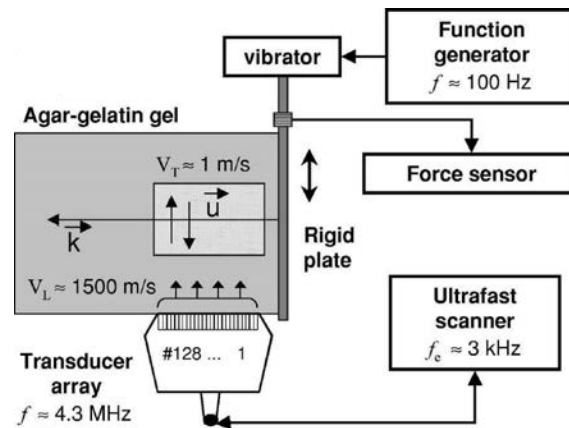 Function
generator
f ≈ 100 Hz
vibrator
Agar-gelatin gel
V_T ≈ 1 m/s
u
k
Force sensor
Rigid
plate
V_L ≈ 1500 m/s
Ultrafast
scanner
f_e ≈ 3 kHz
#128 ... 1
Transducer
array
f ≈ 4.3 MHz